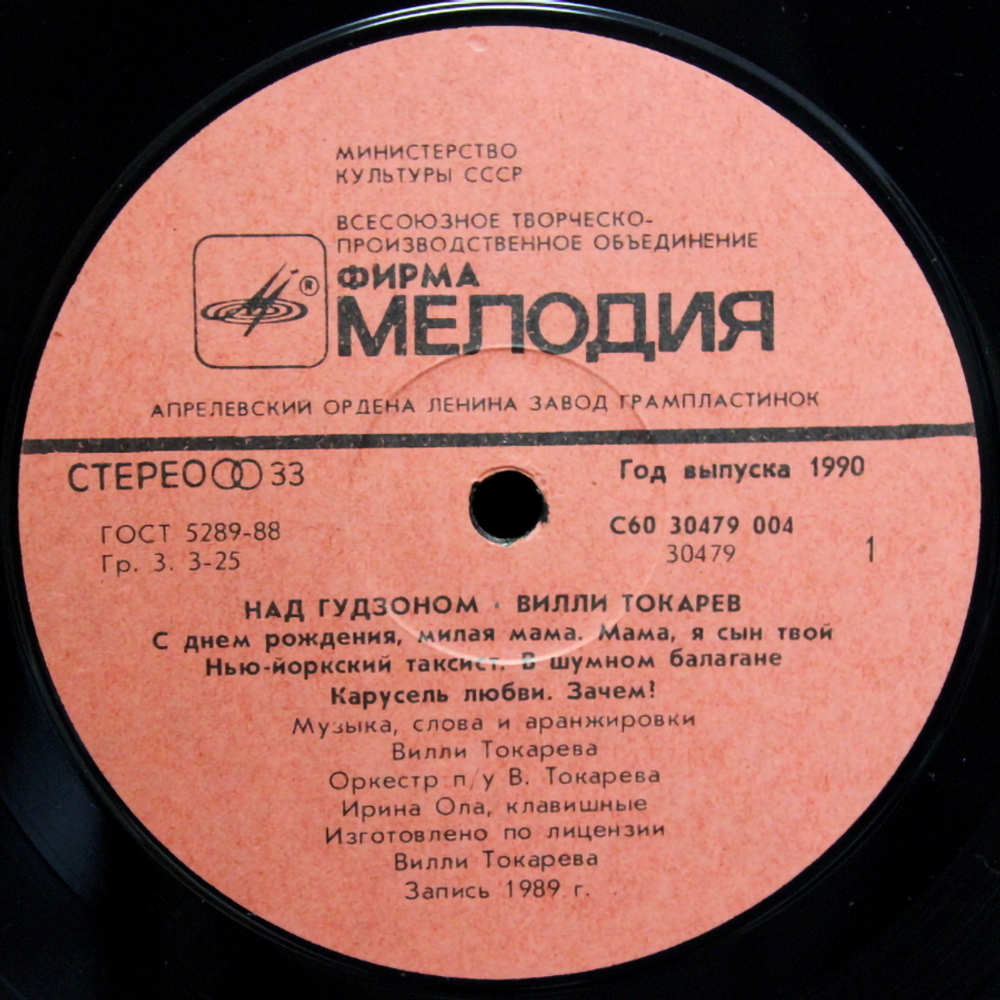 МИНИСТЕРСТВО
КУЛЬТУРЫ СССР
ВСЕСОЮЗНОЕ ТВОРЧЕСКО-
ПРОИЗВОДСТВЕННОЕ ОБЪЕДИНЕНИЕ
®
ФИРМА
МЕЛОДИЯ
АПРЕЛЕВСКИЙ ОРДЕНА ЛЕНИНА ЗАВОД ГРАМПЛАСТИНОК
СТЕРЕО 33
Год выпуска 1990
ГОСТ 5289-88
Гр. 3. 3-25
С60 30479 004
30479
1
НАД ГУДЗОНОМ · ВИЛЛИ ТОКАРЕВ
С днем рождения, милая мама. Мама, я сын твой
Нью-йоркский таксист. В шумном балагане
Карусель любви. Зачем?
Музыка, слова и аранжировки
Вилли Токарева
Оркестр п/у В. Токарева
Ирина Ола, клавишные
Изготовлено по лицензии
Вилли Токарева
Запись 1989 г.